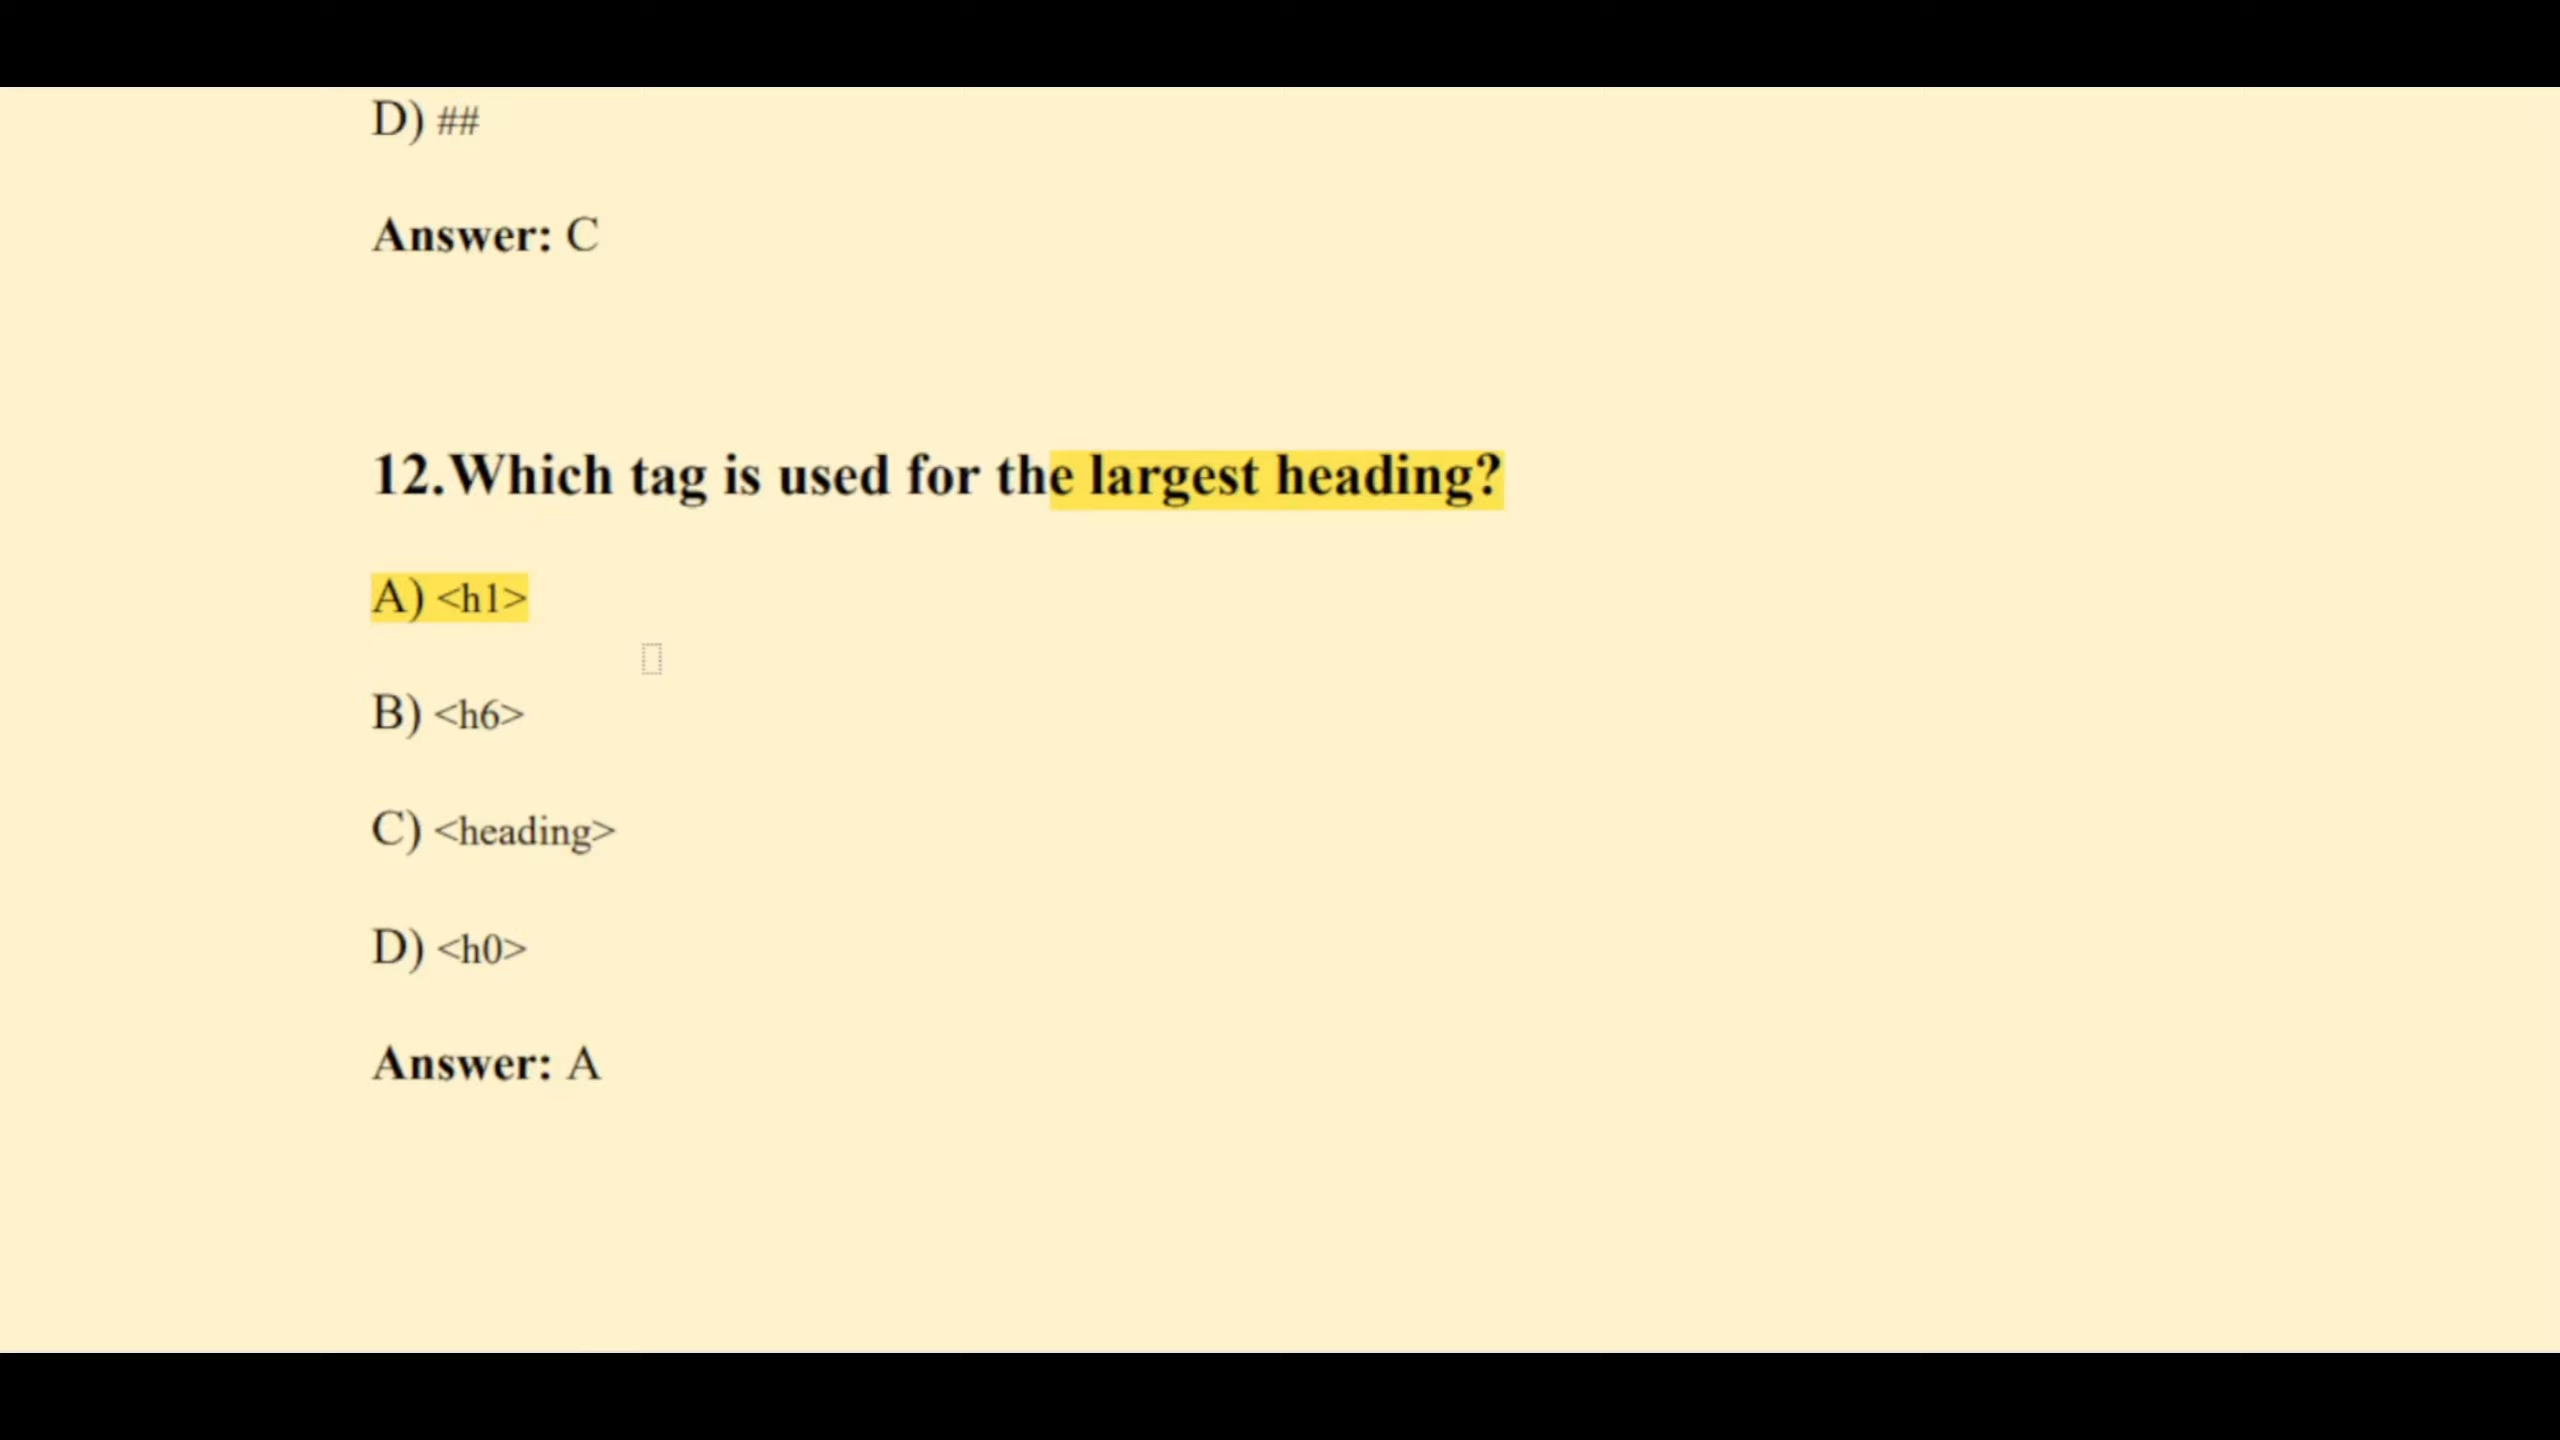 D) ##
Answer: C
12.Which tag is used for the largest heading?
A) <h1>
B) <h6>
C) <heading>
D) <h0>
Answer: A